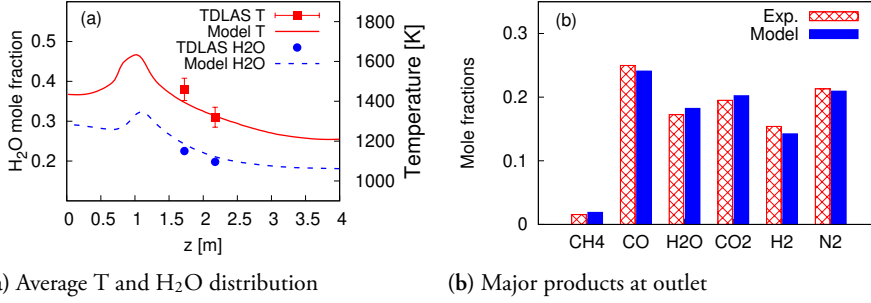 (a)
TDLAS T
Model T
TDLAS H2O
Model H2O
H₂O mole fraction
0.5
0.4
0.3
0.2
1800
1600
1400
1200
1000
Temperature [K]
0
0.5
1
1.5
2
2.5
3
3.5
4
z [m]
(b)
Exp.
Model
Mole fractions
0.3
0.2
0.1
0
CH4 CO H2O CO2 H2 N2
) Average T and H₂O distribution
(b) Major products at outlet